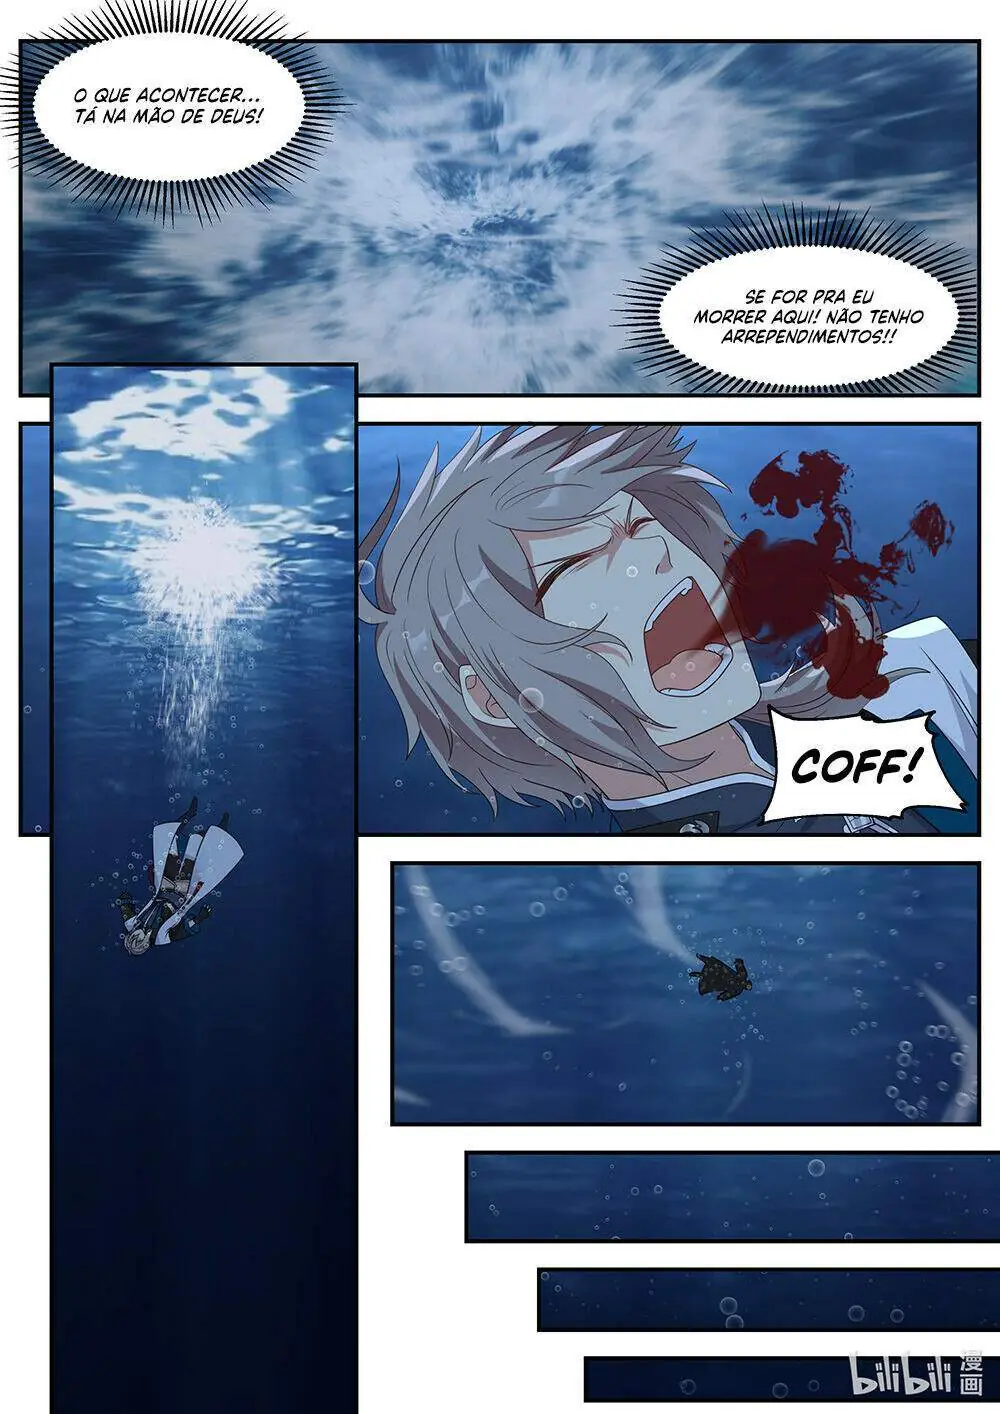 O QUE ACONTECER...
TÁ NA MÃO DE DEUS!
SE FOR PRA EU
MORRER AQUI! NÃO TENHO
ARREPENDIMENTOS!!
COFF!
bilibili 漫画